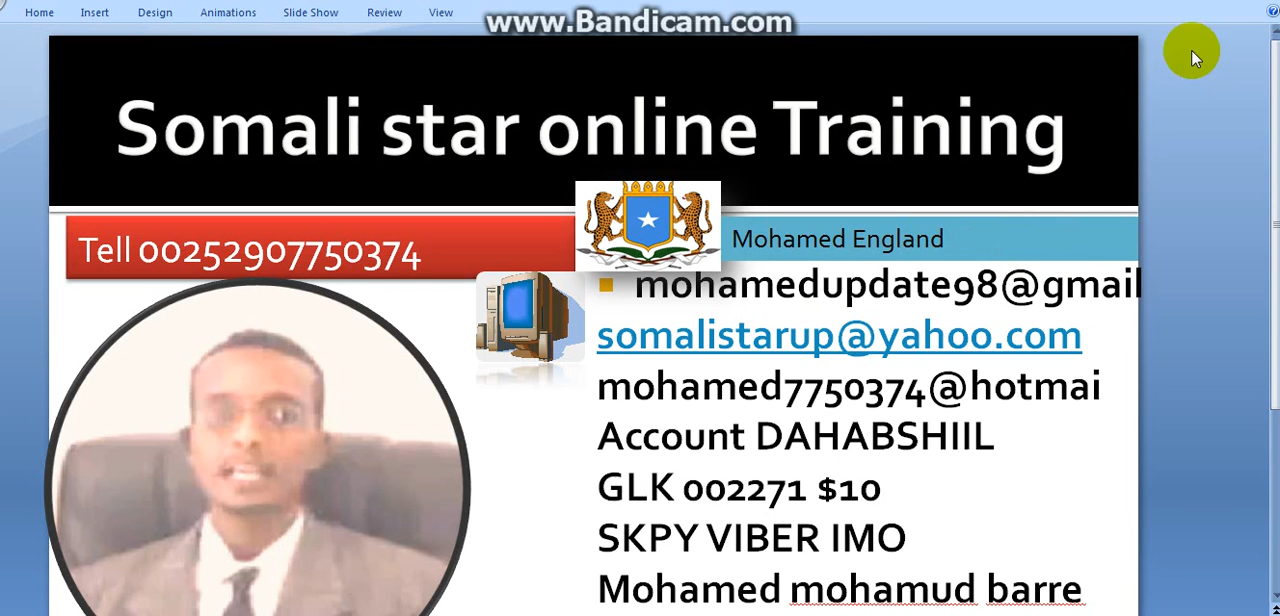 Home Insert Design Animations Slide Show Review View
www.Bandicam.com
Somali star online Training
Tell 00252907750374
Mohamed England
mohamedupdate98@gmail
somalistarup@yahoo.com
mohamed7750374@hotmai
Account DAHABSHIIL
GLK 002271 $10
SKPY VIBER IMO
Mohamed mohamud barre